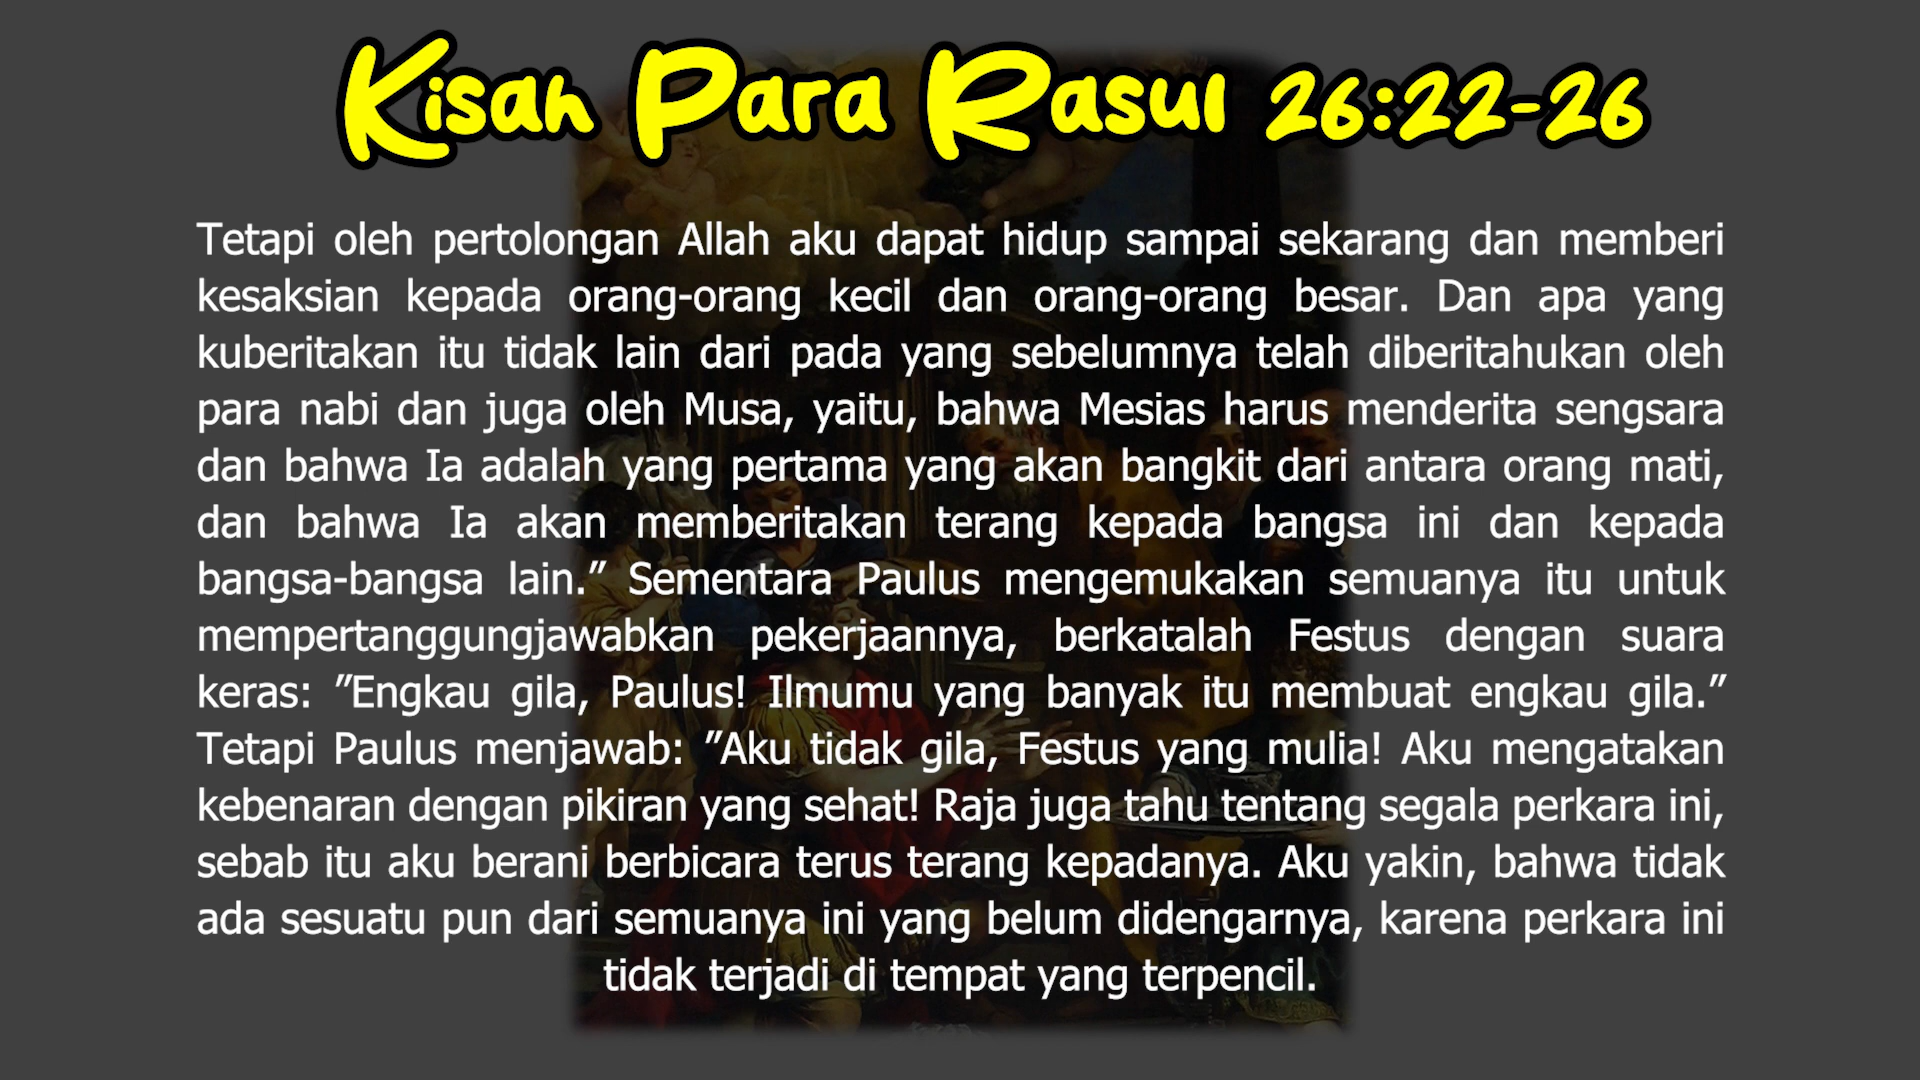 Kisah Para Rasul 26:22-26
Tetapi oleh pertolongan Allah aku dapat hidup sampai sekarang dan memberi
kesaksian kepada orang-orang kecil dan orang-orang besar. Dan apa yang
kuberitakan itu tidak lain dari pada yang sebelumnya telah diberitahukan oleh
para nabi dan juga oleh Musa, yaitu, bahwa Mesias harus menderita sengsara
dan bahwa Ia adalah yang pertama yang akan bangkit dari antara orang mati,
dan bahwa Ia akan memberitakan terang kepada bangsa ini dan kepada
bangsa-bangsa lain.” Sementara Paulus mengemukakan semuanya itu untuk
mempertanggungjawabkan pekerjaannya, berkatalah Festus dengan suara
keras: ”Engkau gila, Paulus! Ilmumu yang banyak itu membuat engkau gila.”
Tetapi Paulus menjawab: ”Aku tidak gila, Festus yang mulia! Aku mengatakan
kebenaran dengan pikiran yang sehat! Raja juga tahu tentang segala perkara ini,
sebab itu aku berani berbicara terus terang kepadanya. Aku yakin, bahwa tidak
ada sesuatu pun dari semuanya ini yang belum didengarnya, karena perkara ini
tidak terjadi di tempat yang terpencil.